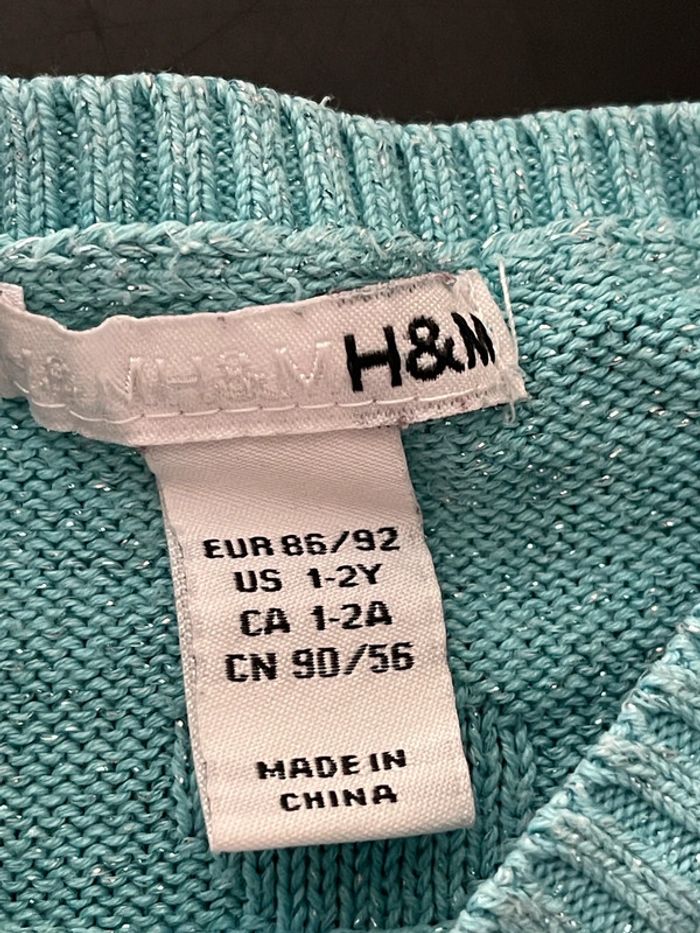 H&M H&M H&M
EUR 86/92
US 1-2Y
CA 1-2A
CN 90/56
MADE IN
CHINA